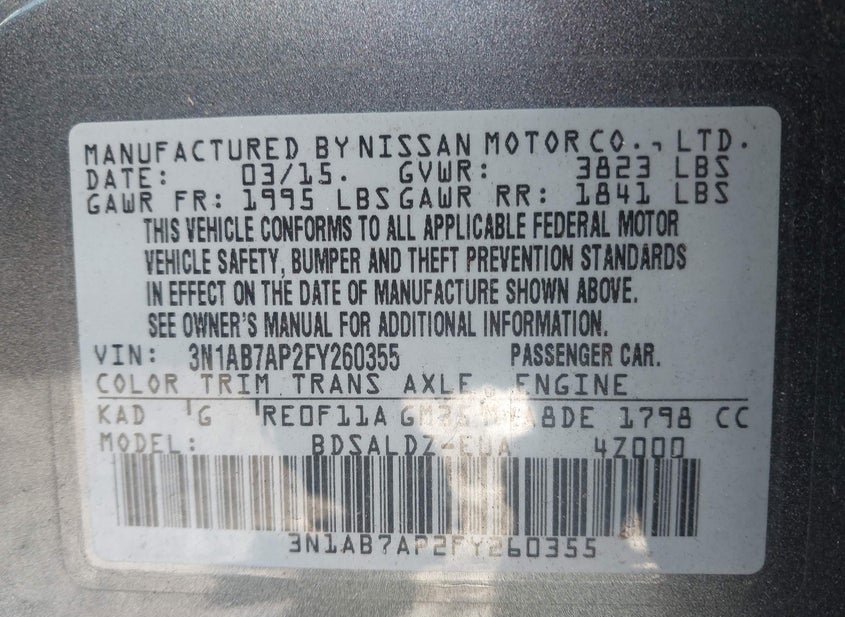 MANUFACTURED BY NISSAN MOTOR CO., LTD.
DATE: 03/15. GVWR: 3823 LBS
GAWR FR: 1995 LBS GAWR RR: 1841 LBS
THIS VEHICLE CONFORMS TO ALL APPLICABLE FEDERAL MOTOR
VEHICLE SAFETY, BUMPER AND THEFT PREVENTION STANDARDS
IN EFFECT ON THE DATE OF MANUFACTURE SHOWN ABOVE.
SEE OWNER'S MANUAL FOR ADDITIONAL INFORMATION.
VIN: 3N1AB7AP2FY260355 PASSENGER CAR.
COLOR TRIM TRANS AXLE ENGINE
KAD G RE0F11A 1798 CC
MODEL: 4Z000
3N1AB7AP2FY260355